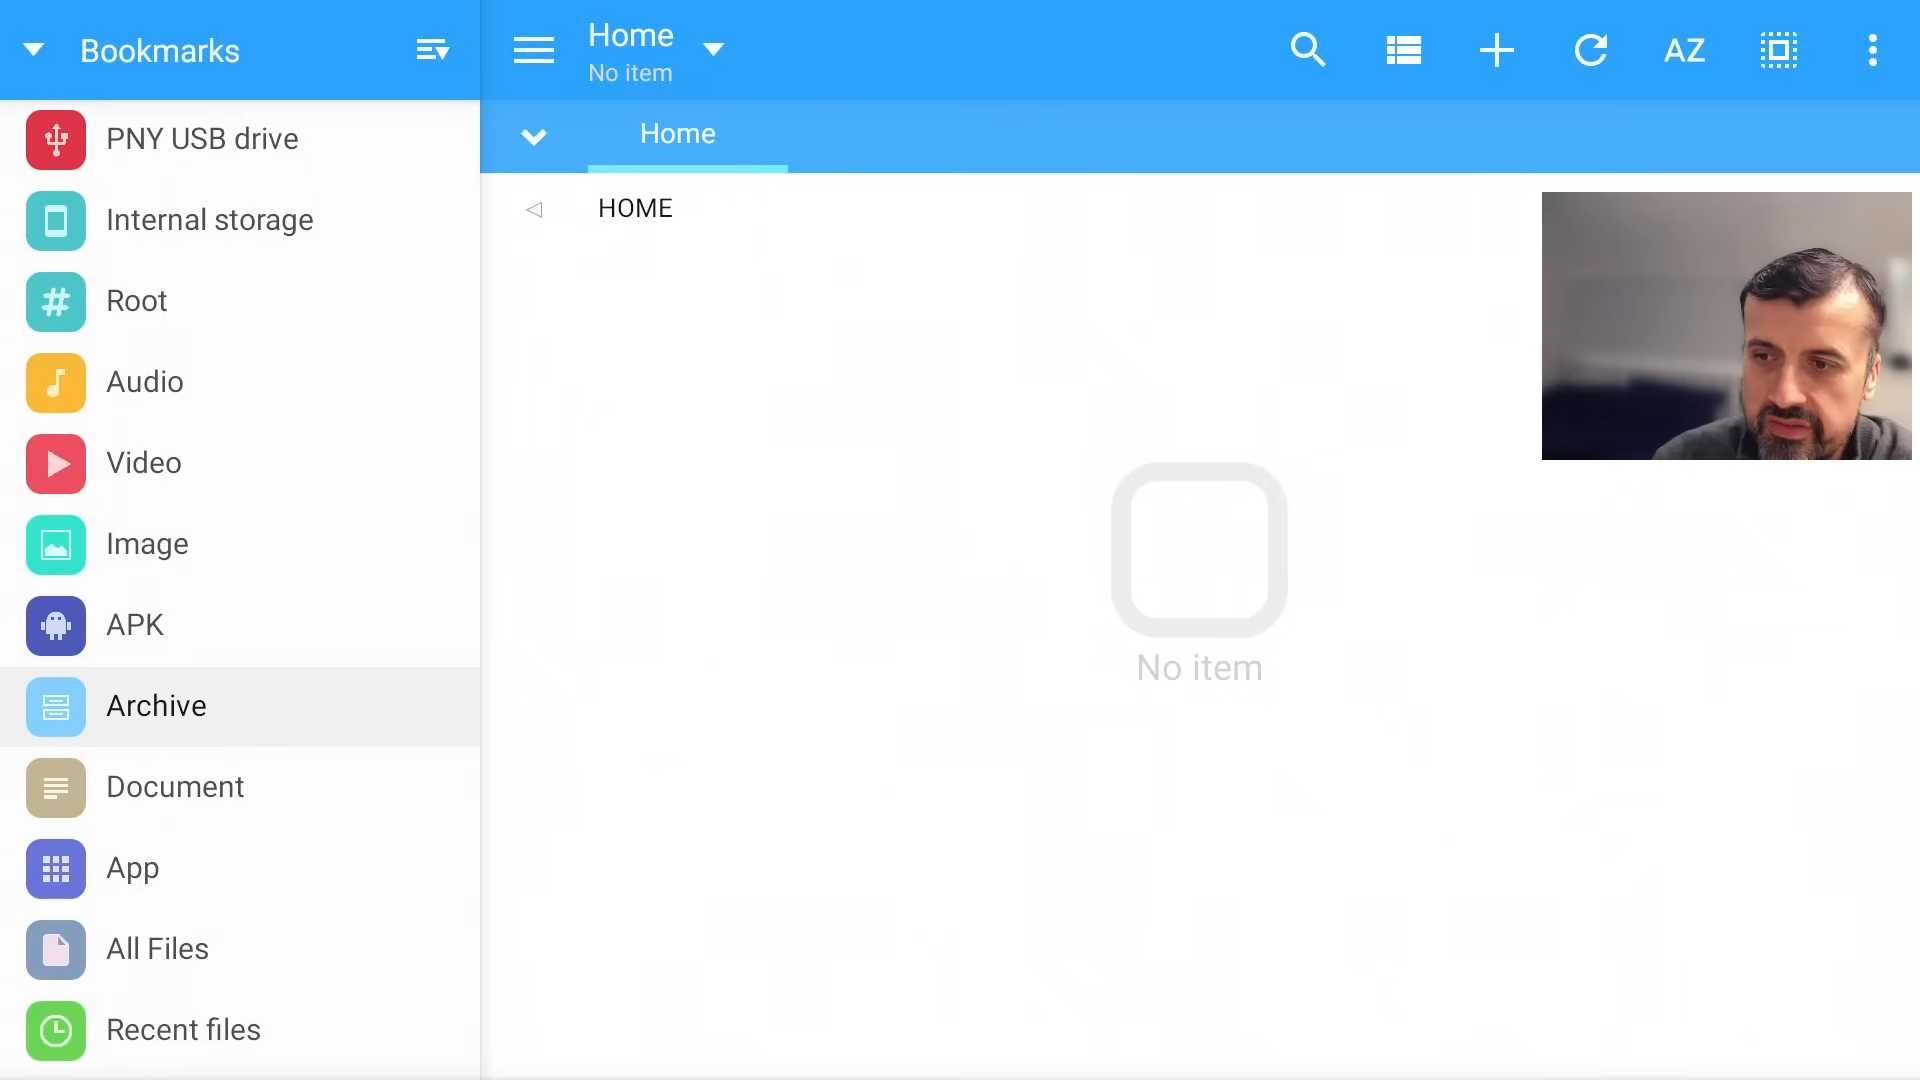 Bookmarks
PNY USB drive
Internal storage
Root
Audio
Video
Image
APK
Archive
Document
App
All Files
Recent files
Home
No item
AZ
Home
HOME
No item